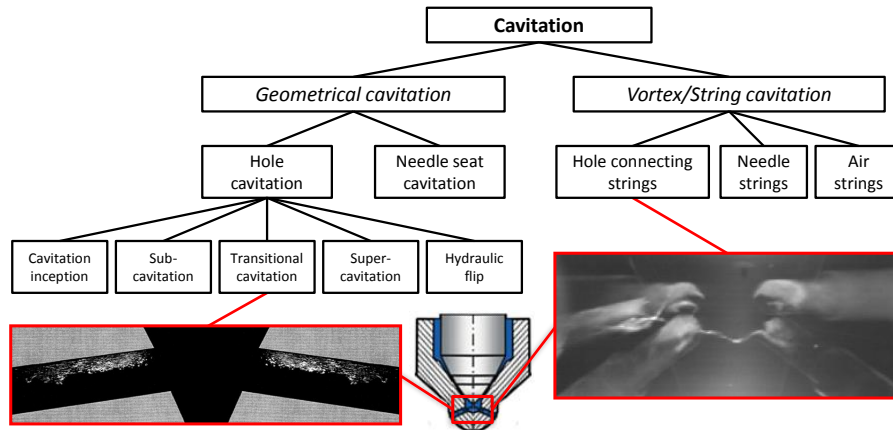 Cavitation
Geometrical cavitation
Vortex/String cavitation
Hole
cavitation
Needle seat
cavitation
Hole connecting
strings
Needle
strings
Air
strings
Cavitation
inception
Sub-
cavitation
Transitional
cavitation
Super-
cavitation
Hydraulic
flip